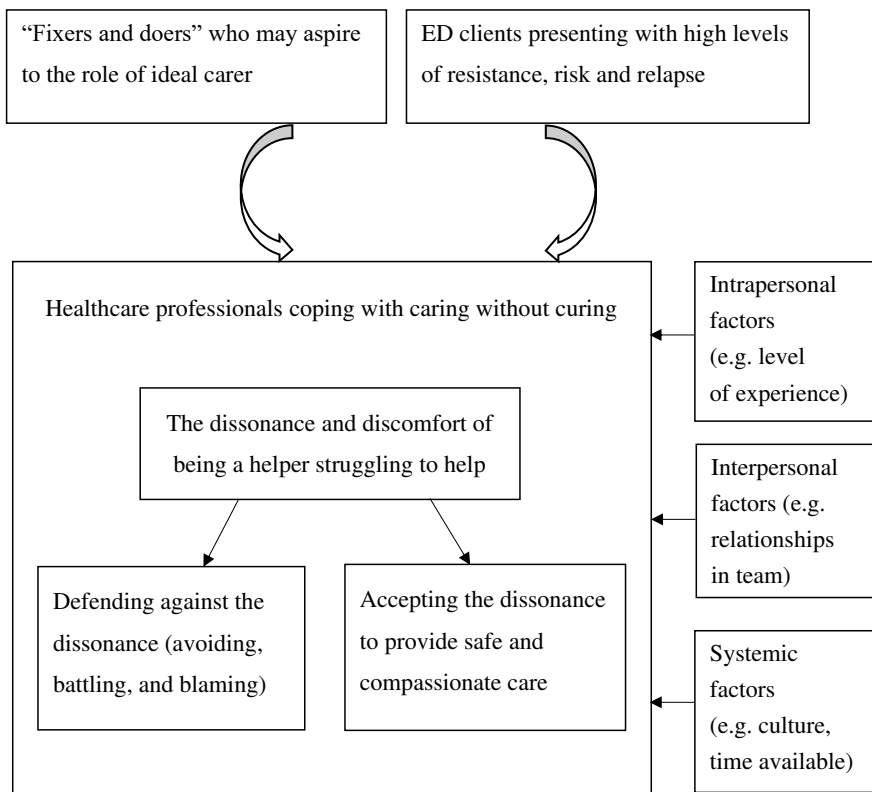 “Fixers and doers” who may aspire
to the role of ideal carer
ED clients presenting with high levels
of resistance, risk and relapse
Healthcare professionals coping with caring without curing
The dissonance and discomfort of
being a helper struggling to help
Defending against the
dissonance (avoiding,
battling, and blaming)
Accepting the dissonance
to provide safe and
compassionate care
Intrapersonal
factors
(e.g. level
of experience)
Interpersonal
factors (e.g.
relationships
in team)
Systemic
factors
(e.g. culture,
time available)